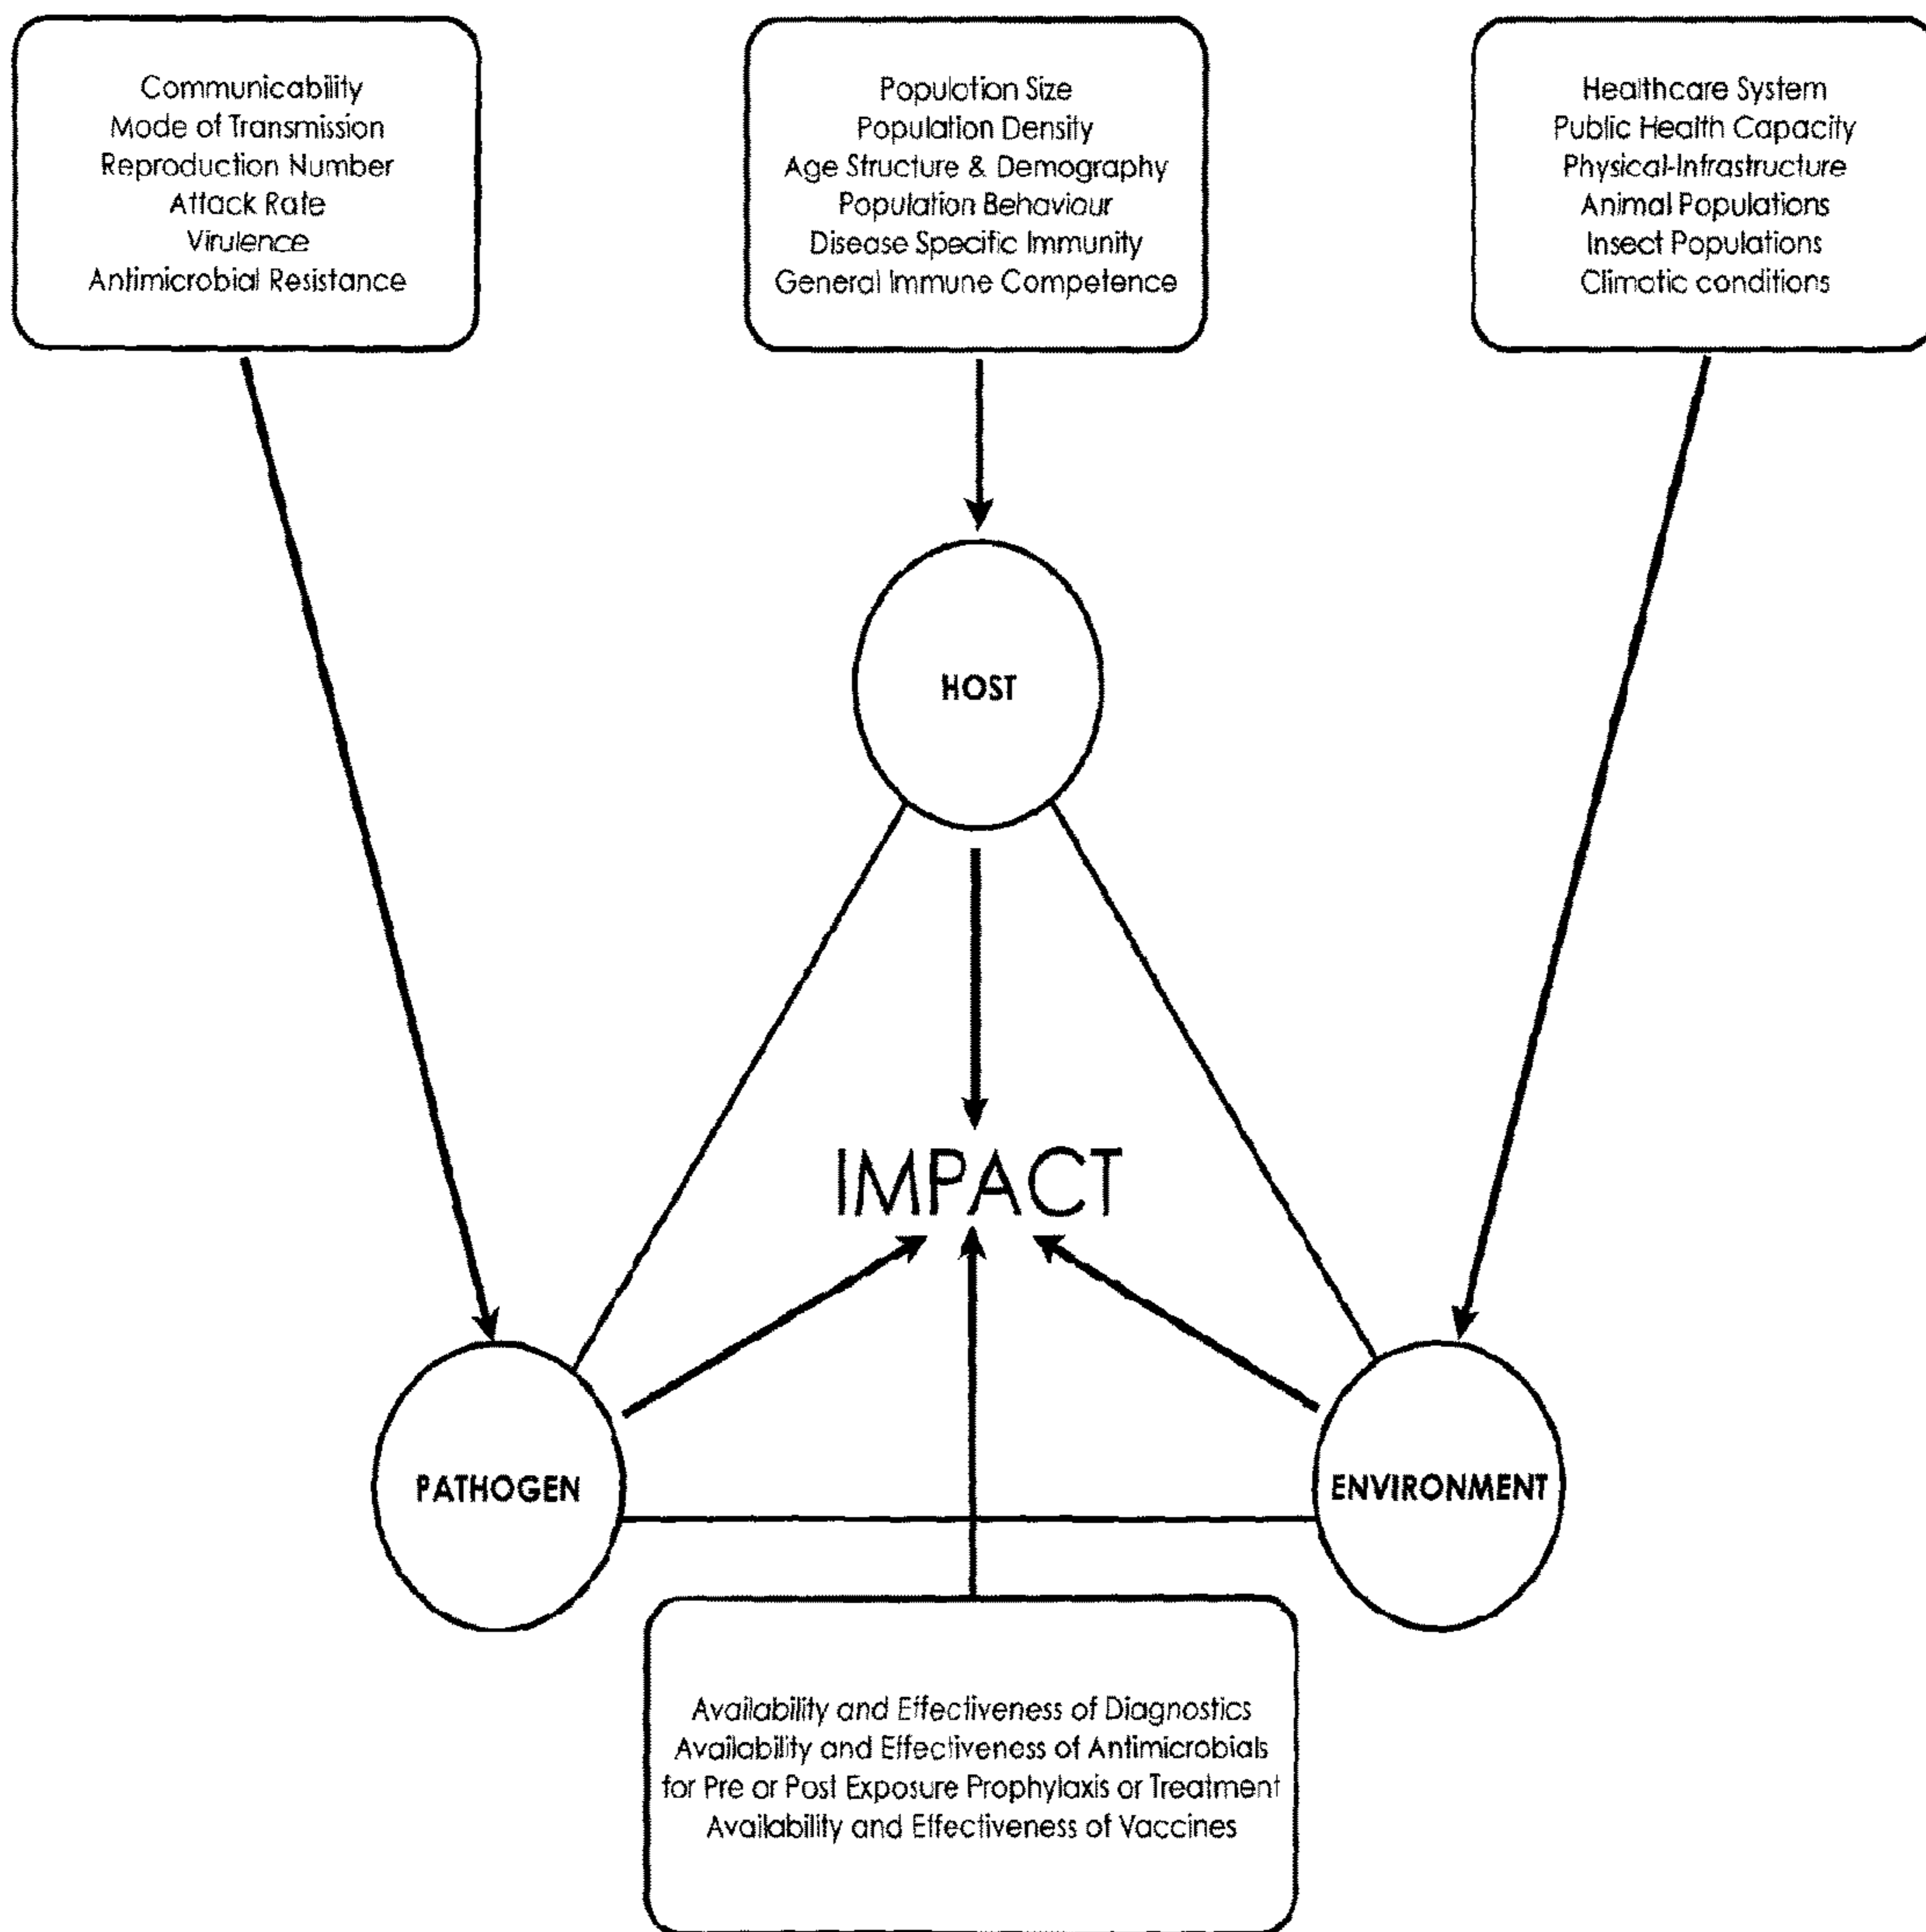 Communicability
Mode of Transmission
Reproduction Number
Attack Rate
Virulence
Antimicrobial Resistance
Population Size
Population Density
Age Structure & Demography
Population Behaviour
Disease Specific Immunity
General Immune Competence
Healthcare System
Public Health Capacity
Physical-Infrastructure
Animal Populations
Insect Populations
Climatic conditions
HOST
IMPACT
PATHOGEN
ENVIRONMENT
Availability and Effectiveness of Diagnostics
Availability and Effectiveness of Antimicrobials
for Pre or Post Exposure Prophylaxis or Treatment
Availability and Effectiveness of Vaccines